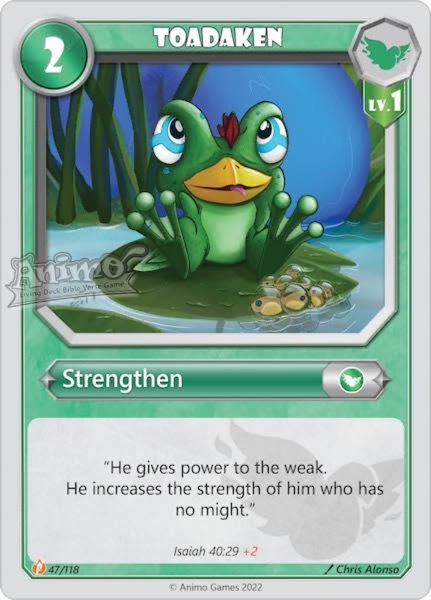 2
TOADAKEN
LV.1
Animo
Living Deck Bible Verse Game
Strengthen
"He gives power to the weak.
He increases the strength of him who has
no might."
Isaiah 40:29 +2
47/118
Chris Alonso
© Animo Games 2022